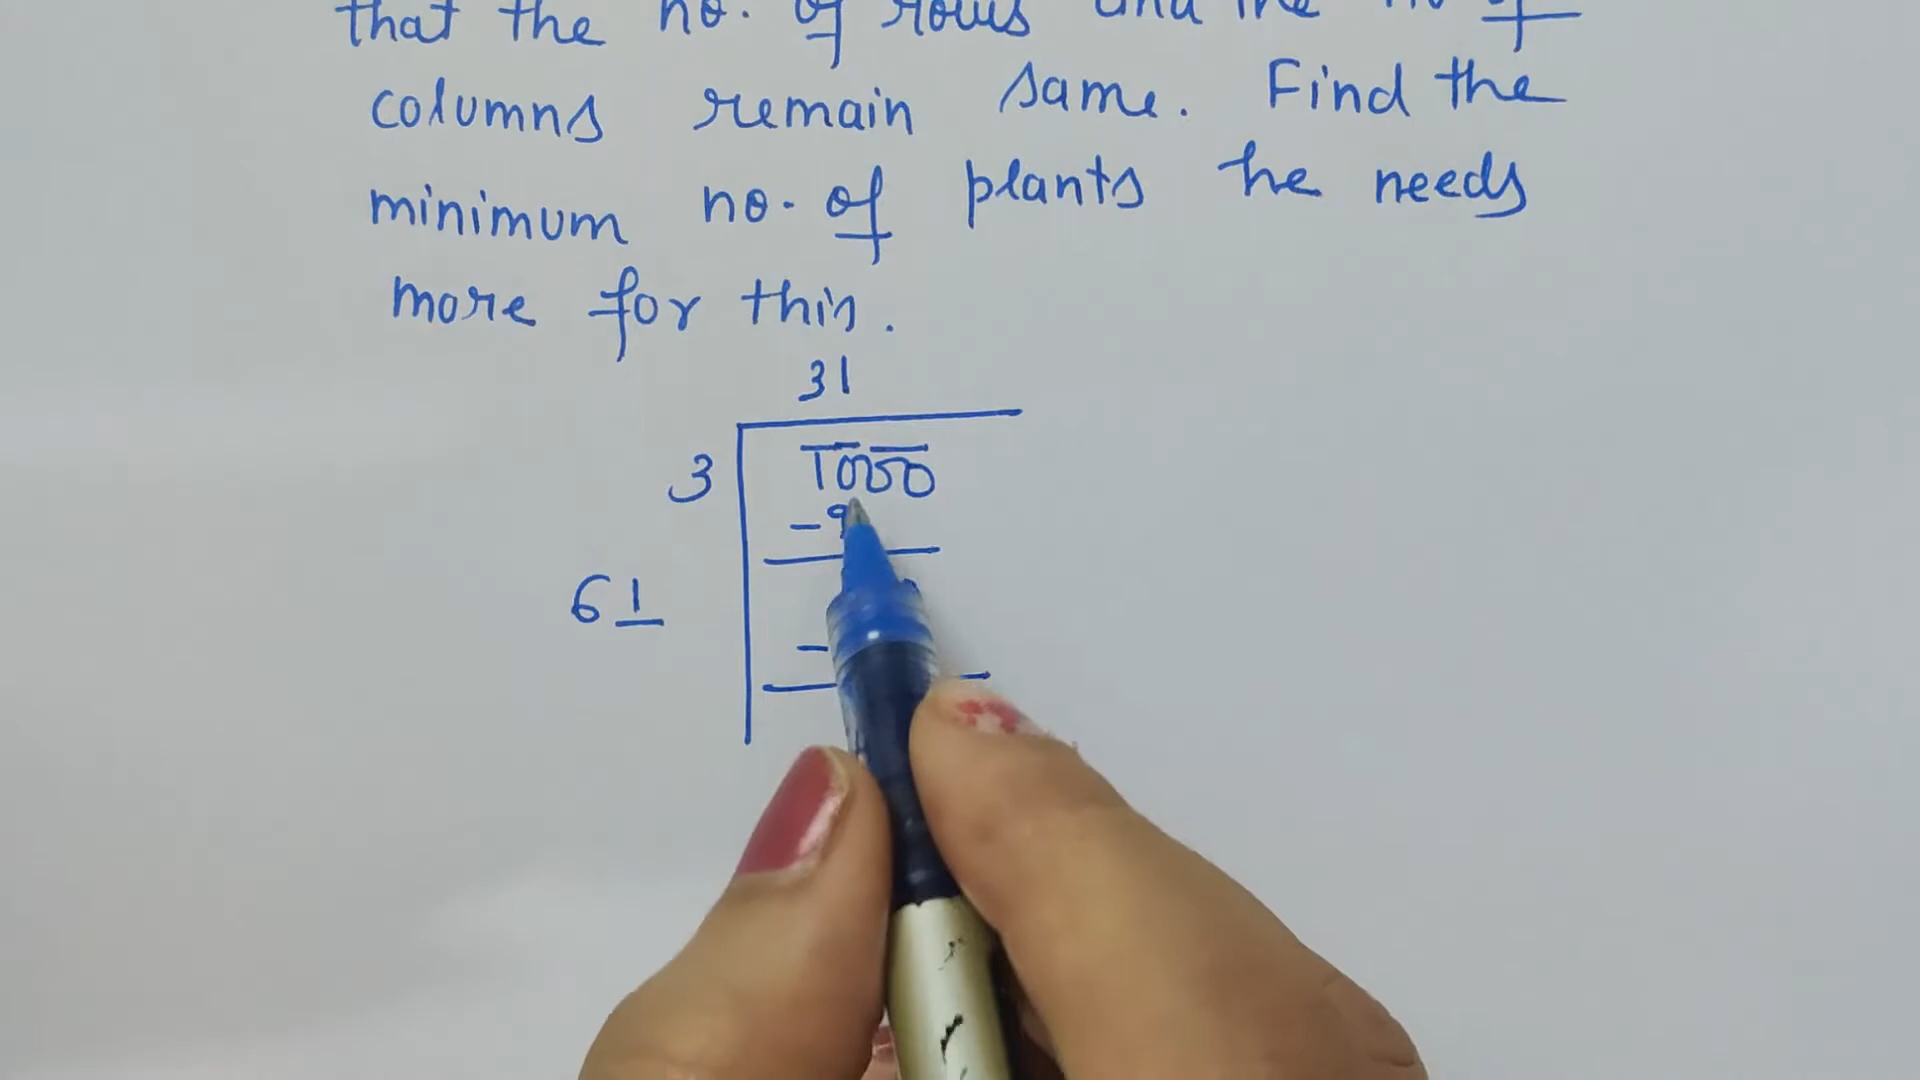 that the no. of rows and the no of
columns remain same. Find the
minimum no. of plants he needs
more for this.
31
3 1000
- 9
61
-